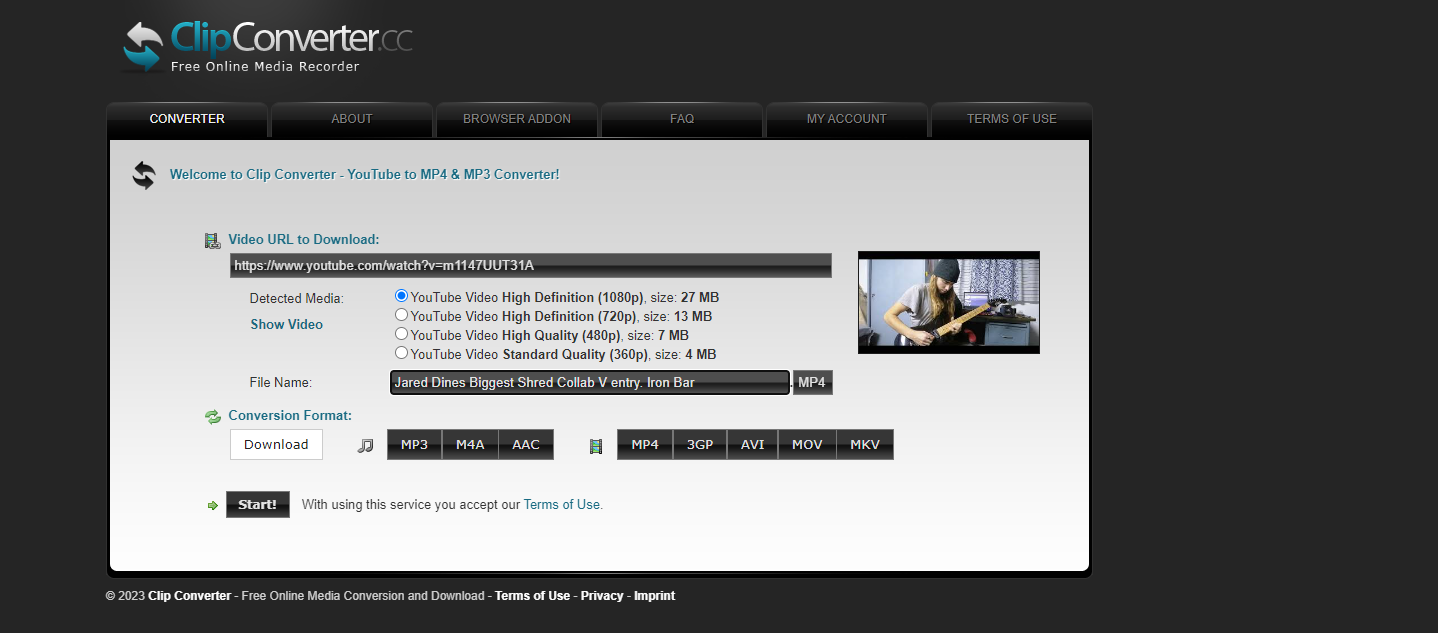 ClipConverter.cc
Free Online Media Recorder
CONVERTER ABOUT BROWSER ADDON FAQ MY ACCOUNT TERMS OF USE
Welcome to Clip Converter - YouTube to MP4 & MP3 Converter!
Video URL to Download:
https://www.youtube.com/watch?v=m1147UUT31A
Detected Media: YouTube Video High Definition (1080p), size: 27 MB
YouTube Video High Definition (720p), size: 13 MB
Show Video
YouTube Video High Quality (480p), size: 7 MB
YouTube Video Standard Quality (360p), size: 4 MB
File Name: Jared Dines Biggest Shred Collab V entry. Iron Bar . MP4
Conversion Format:
Download MP3 M4A AAC MP4 3GP AVI MOV MKV
Start! With using this service you accept our Terms of Use.
© 2023 Clip Converter - Free Online Media Conversion and Download - Terms of Use - Privacy - Imprint